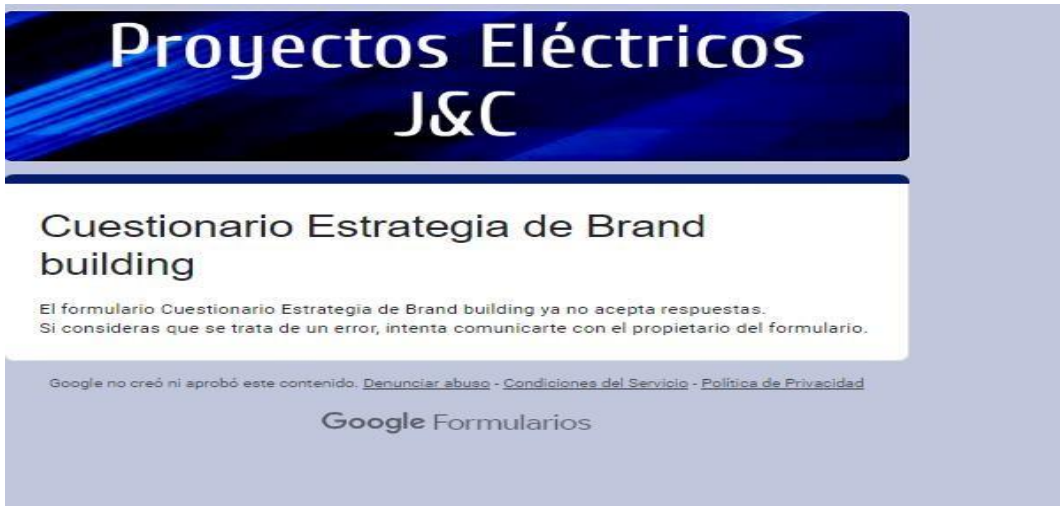 Proyectos Eléctricos
J&C
Cuestionario Estrategia de Brand
building
El formulario Cuestionario Estrategia de Brand building ya no acepta respuestas.
Si consideras que se trata de un error, intenta comunicarte con el propietario del formulario.
Google no creó ni aprobó este contenido. Denunciar abuso - Condiciones del Servicio - Política de Privacidad
Google Formularios